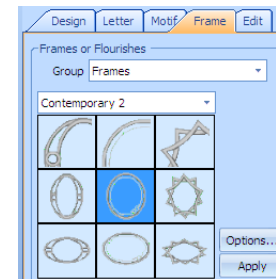 Design Letter Motif Frame Edit
Frames or Flourishes
Group Frames
Contemporary 2
Options...
Apply